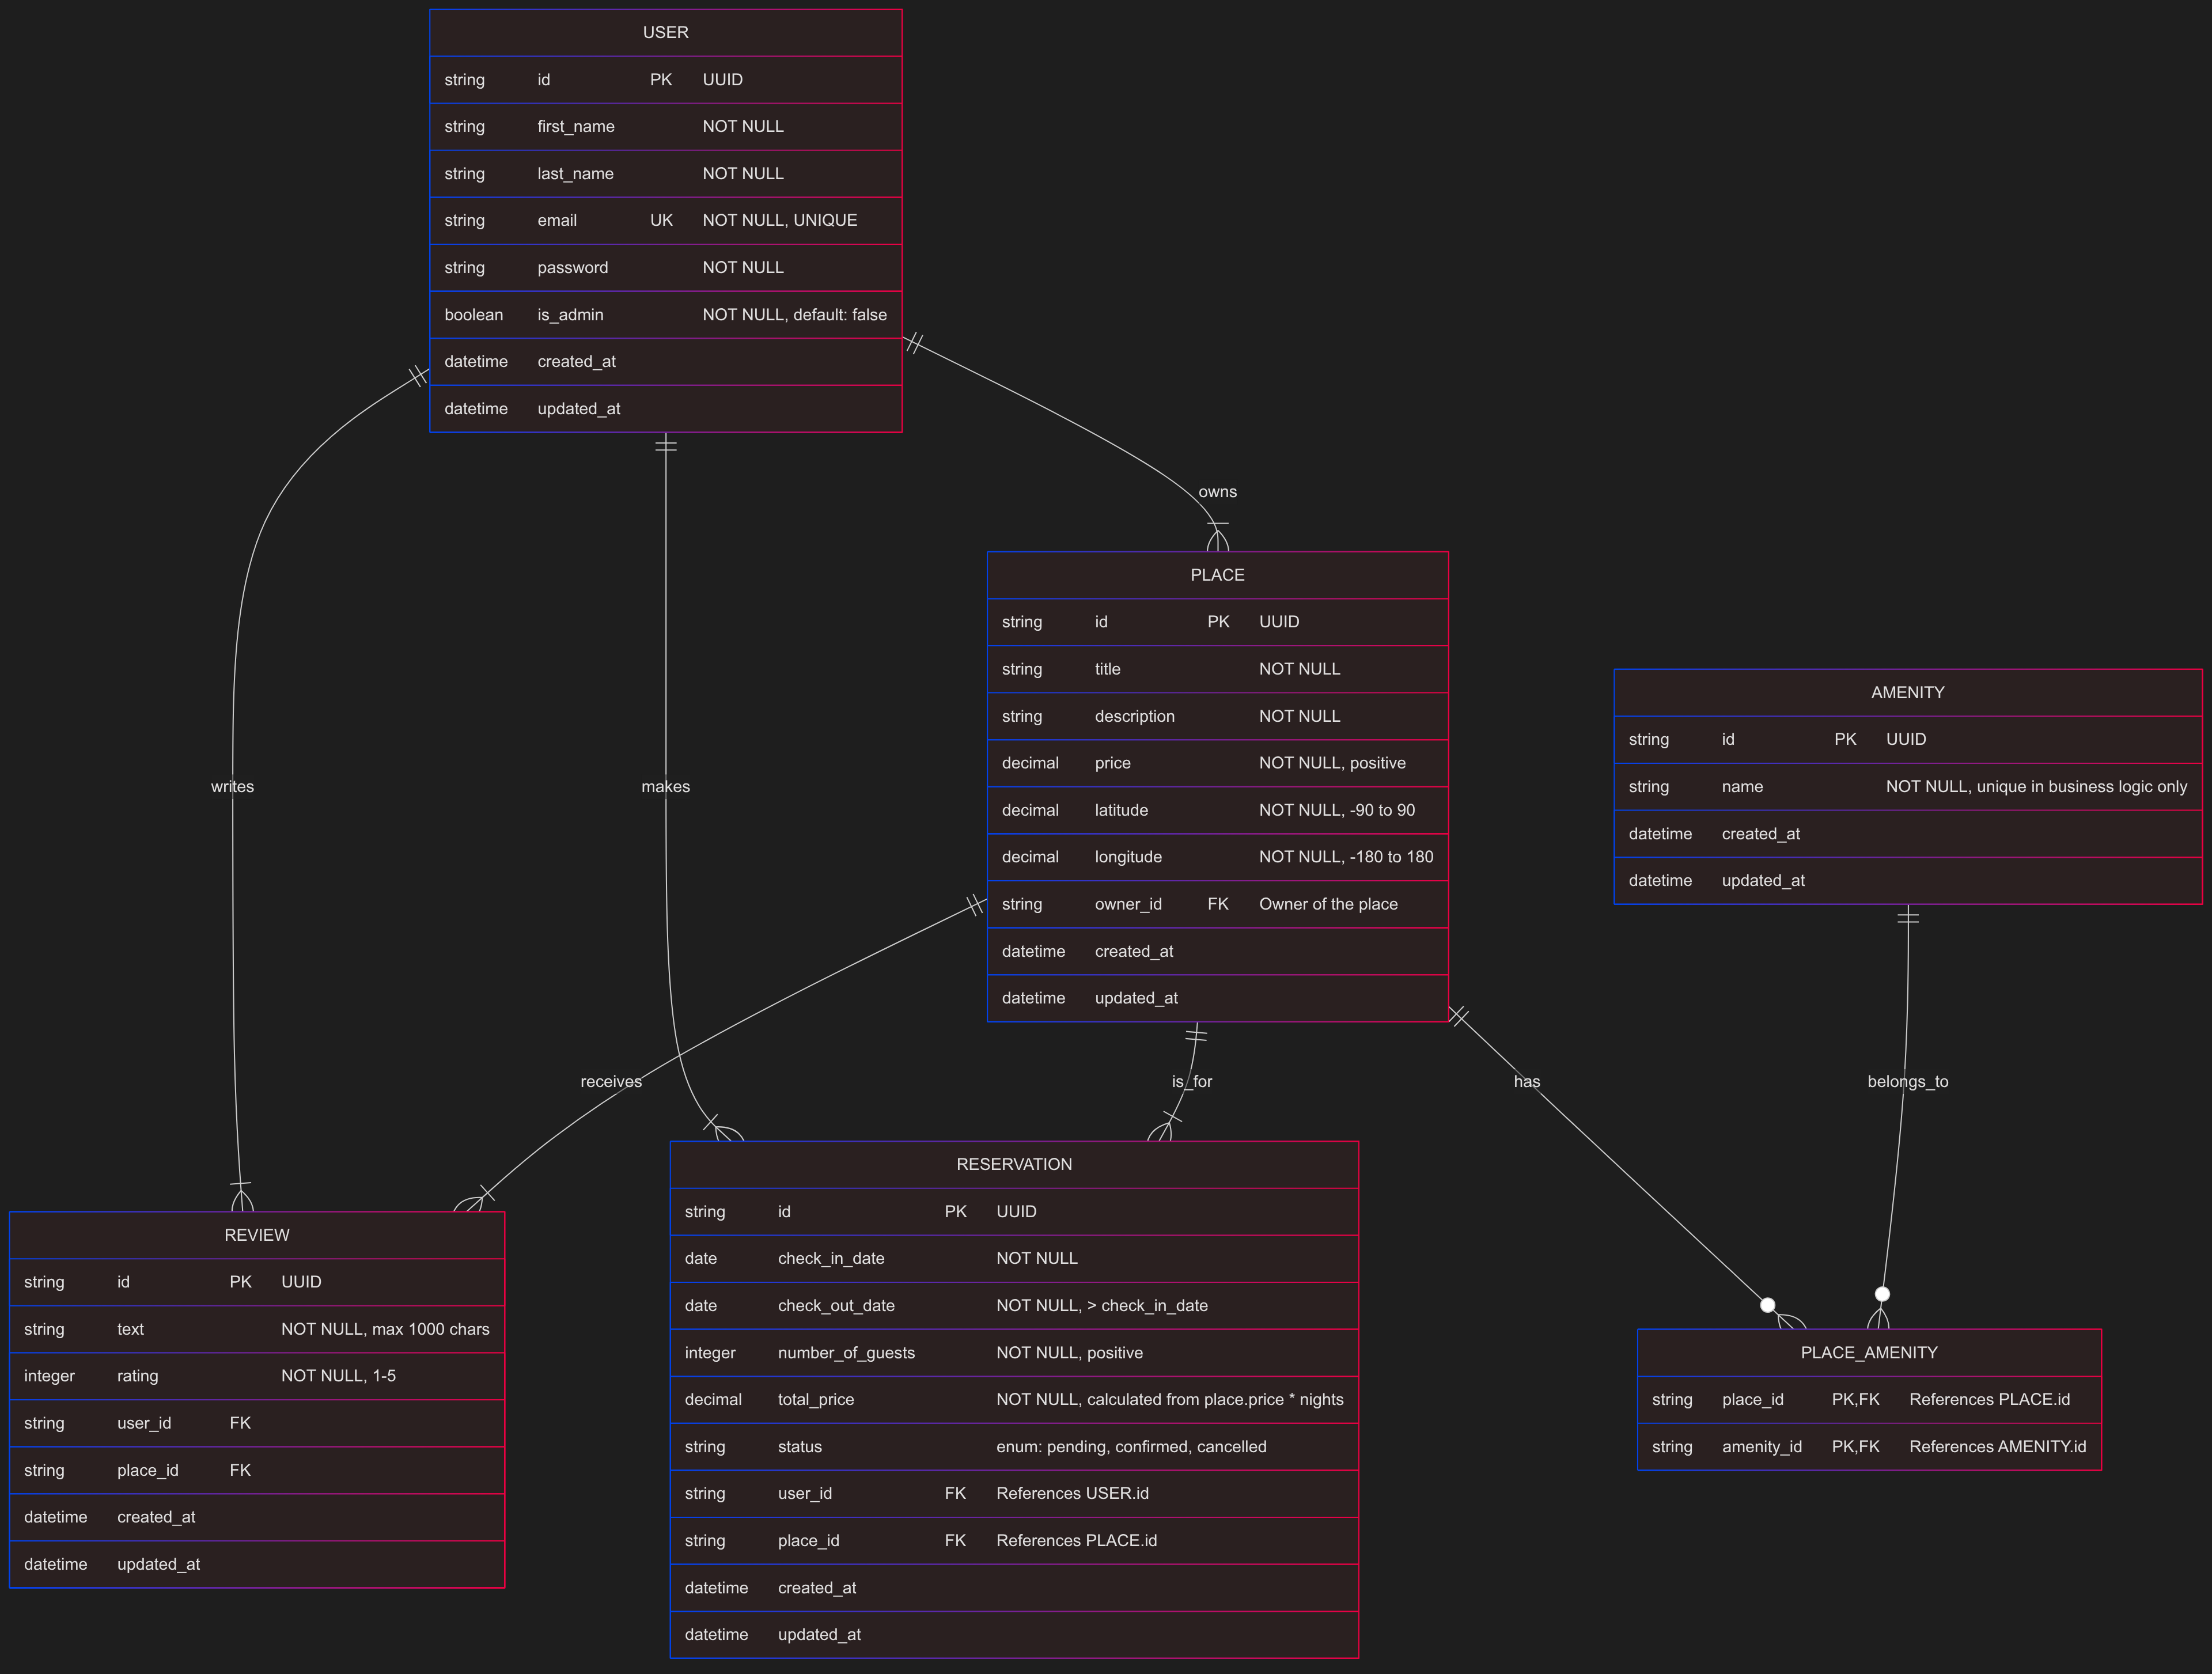 USER
string id PK UUID
string first_name NOT NULL
string last_name NOT NULL
string email UK NOT NULL, UNIQUE
string password NOT NULL
boolean is_admin NOT NULL, default: false
datetime created_at
datetime updated_at
owns
PLACE
string id PK UUID
string title NOT NULL
string description NOT NULL
decimal price NOT NULL, positive
decimal latitude NOT NULL, -90 to 90
decimal longitude NOT NULL, -180 to 180
string owner_id FK Owner of the place
datetime created_at
datetime updated_at
AMENITY
string id PK UUID
string name NOT NULL, unique in business logic only
datetime created_at
datetime updated_at
writes
makes
receives
is_for
has
belongs_to
REVIEW
string id PK UUID
string text NOT NULL, max 1000 chars
integer rating NOT NULL, 1-5
string user_id FK
string place_id FK
datetime created_at
datetime updated_at
RESERVATION
string id PK UUID
date check_in_date NOT NULL
date check_out_date NOT NULL, > check_in_date
integer number_of_guests NOT NULL, positive
decimal total_price NOT NULL, calculated from place.price * nights
string status enum: pending, confirmed, cancelled
string user_id FK References USER.id
string place_id FK References PLACE.id
datetime created_at
datetime updated_at
PLACE_AMENITY
string place_id PK,FK References PLACE.id
string amenity_id PK,FK References AMENITY.id